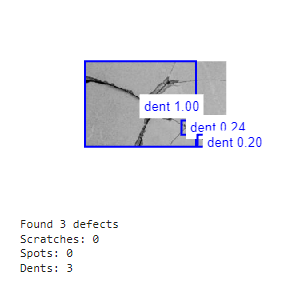 dent 1.00
dent 0.24
dent 0.20
Found 3 defects
Scratches: 0
Spots: 0
Dents: 3